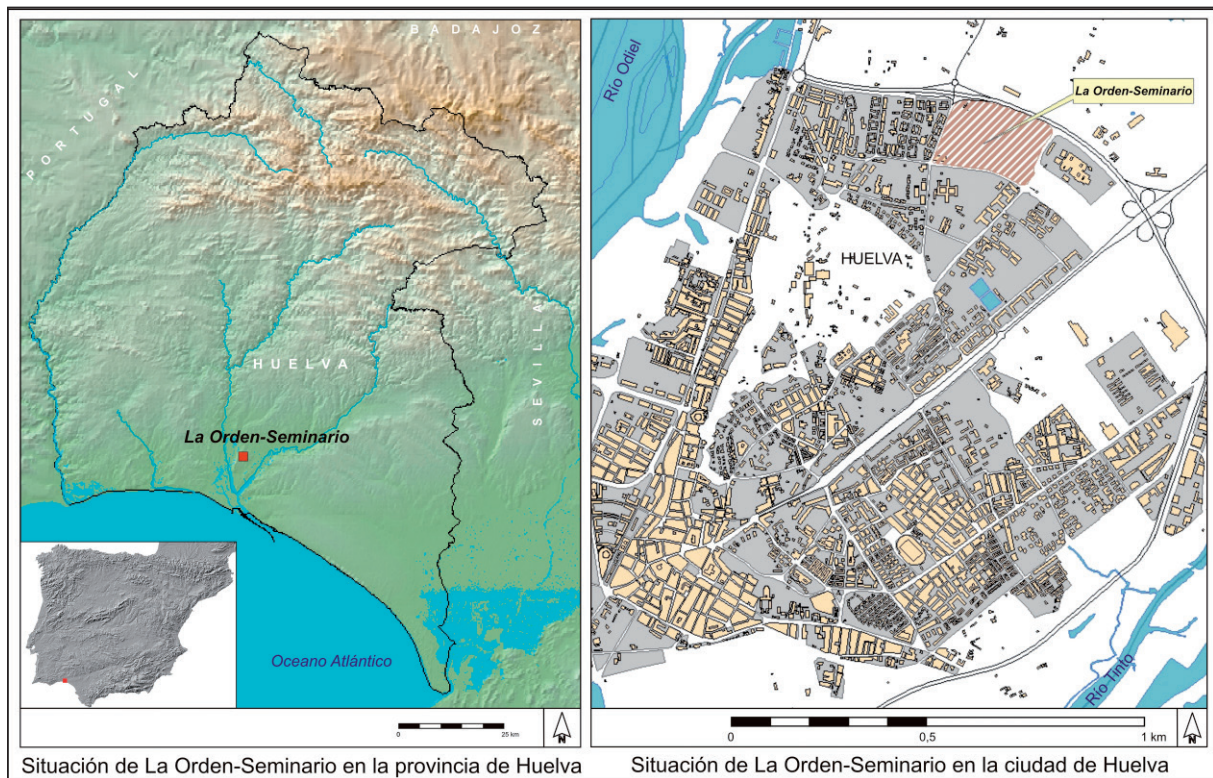 BADAJOZ
PORTUGAL
HUELVA
SEVILLA
La Orden-Seminario
Oceano Atlántico
0 25 km
N
Situación de La Orden-Seminario en la provincia de Huelva
Río Odiel
La Orden-Seminario
HUELVA
Río Tinto
0 0,5 1 km
N
Situación de La Orden-Seminario en la ciudad de Huelva